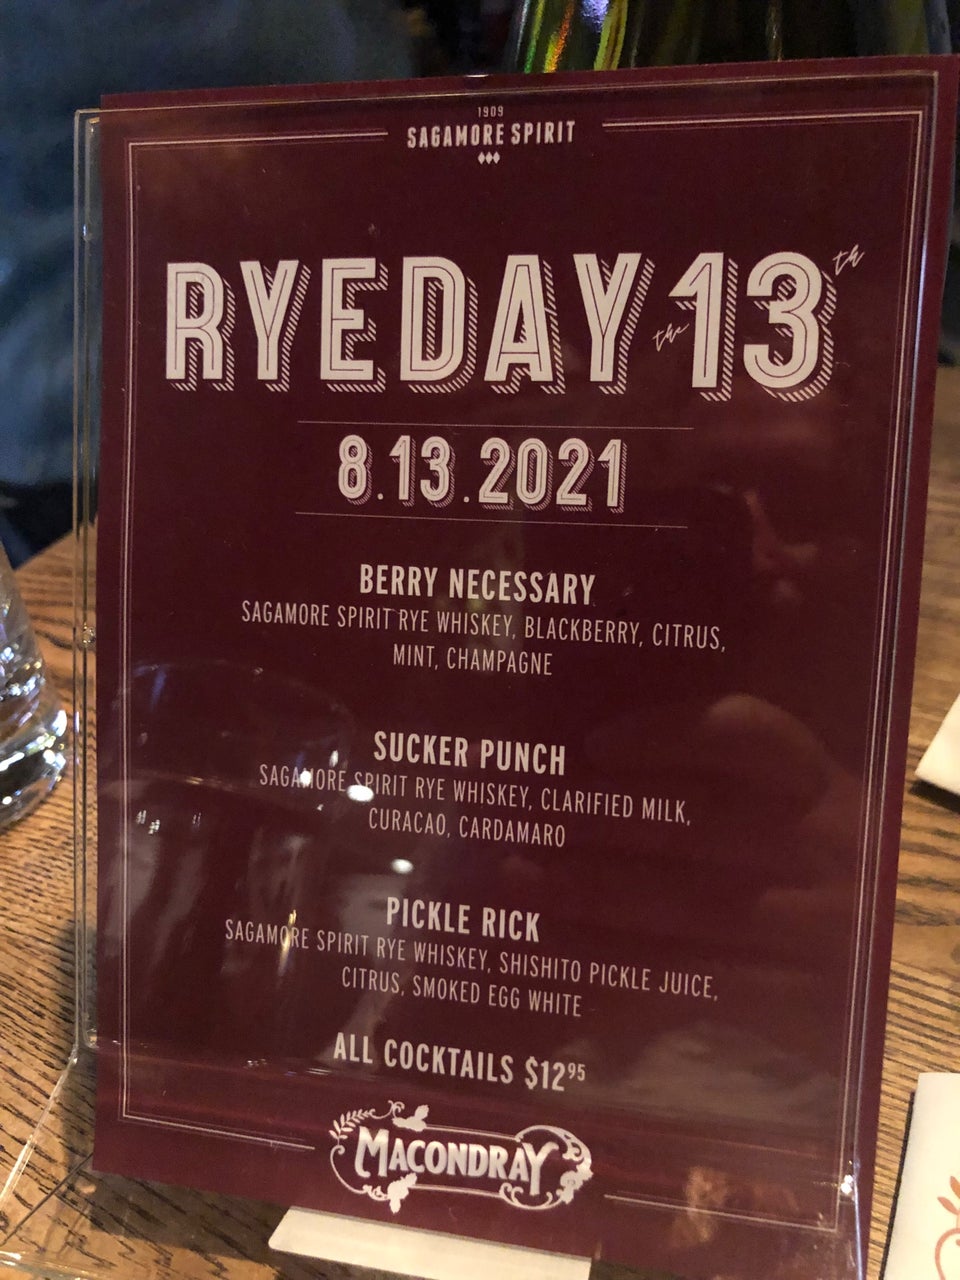 1909
SAGAMORE SPIRIT
RYEDAY the 13th
8.13.2021
BERRY NECESSARY
SAGAMORE SPIRIT RYE WHISKEY, BLACKBERRY, CITRUS,
MINT, CHAMPAGNE
SUCKER PUNCH
SAGAMORE SPIRIT RYE WHISKEY, CLARIFIED MILK,
CURACAO, CARDAMARO
PICKLE RICK
SAGAMORE SPIRIT RYE WHISKEY, SHISHITO PICKLE JUICE,
CITRUS, SMOKED EGG WHITE
ALL COCKTAILS $12⁹⁵
MACONDRAY